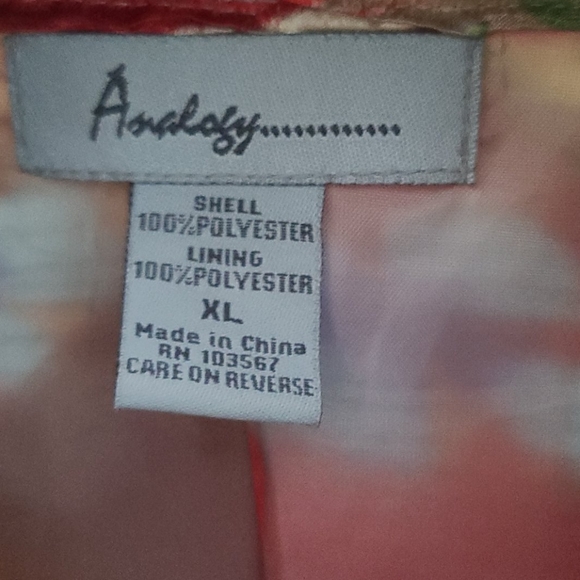 Analogy............
SHELL
100%POLYESTER
LINING
100%POLYESTER
XL
Made in China
RN 103567
CARE ON REVERSE